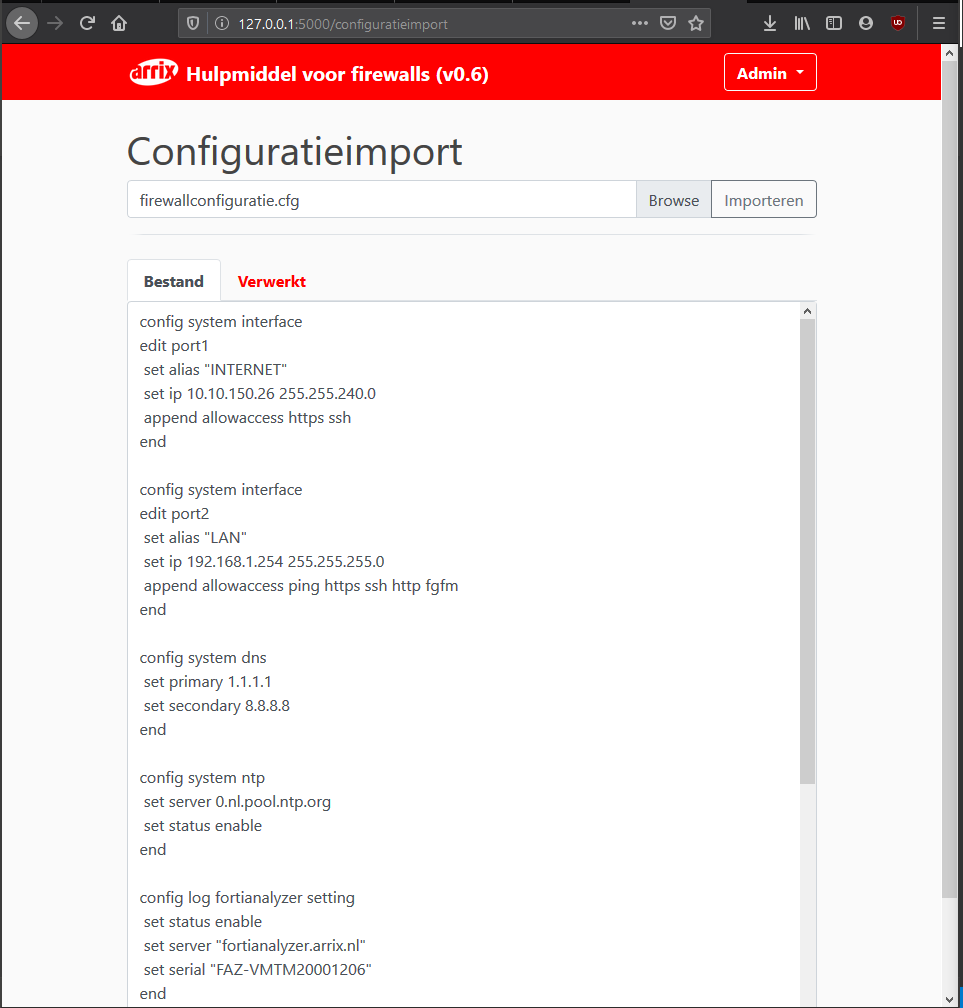 127.0.0.1:5000/configuratieimport
arrix Hulpmiddel voor firewalls (v0.6) Admin
Configuratieimport
firewallconfiguratie.cfg Browse Importeren
Bestand Verwerkt
config system interface
edit port1
set alias "INTERNET"
set ip 10.10.150.26 255.255.240.0
append allowaccess https ssh
end
config system interface
edit port2
set alias "LAN"
set ip 192.168.1.254 255.255.255.0
append allowaccess ping https ssh http fgfm
end
config system dns
set primary 1.1.1.1
set secondary 8.8.8.8
end
config system ntp
set server 0.nl.pool.ntp.org
set status enable
end
config log fortianalyzer setting
set status enable
set server "fortianalyzer.arrix.nl"
set serial "FAZ-VMTM20001206"
end